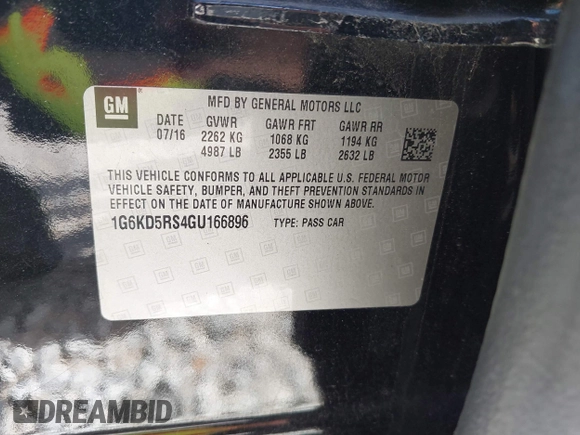 GM
MFD BY GENERAL MOTORS LLC
DATE GVWR GAWR FRT GAWR RR
07/16 2262 KG 1068 KG 1194 KG
4987 LB 2355 LB 2632 LB
THIS VEHICLE CONFORMS TO ALL APPLICABLE U.S. FEDERAL MOTOR
VEHICLE SAFETY, BUMPER, AND THEFT PREVENTION STANDARDS IN
EFFECT ON THE DATE OF MANUFACTURE SHOWN ABOVE.
1G6KD5RS4GU166896 TYPE: PASS CAR
DREAMBID